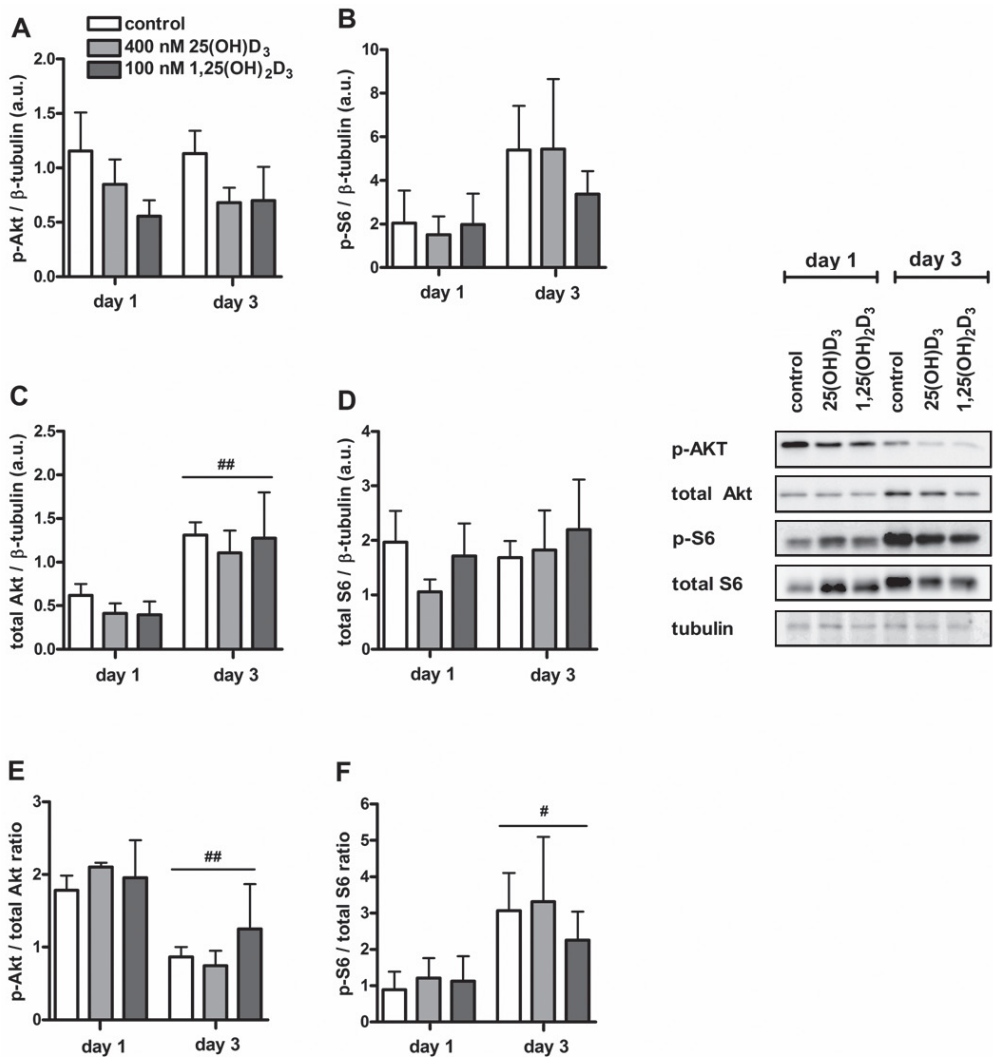 A
control
400 nM 25(OH)D3
100 nM 1,25(OH)2D3
p-Akt / β-tubulin (a.u.)
2.0
1.5
1.0
0.5
0.0
day 1
day 3
B
p-S6 / β-tubulin (a.u.)
10
8
6
4
2
0
day 1
day 3
C
total Akt / β-tubulin (a.u.)
2.5
2.0
1.5
1.0
0.5
0.0
##
day 1
day 3
D
total S6 / β-tubulin (a.u.)
4
3
2
1
0
day 1
day 3
day 1
day 3
control
25(OH)D3
1,25(OH)2D3
control
25(OH)D3
1,25(OH)2D3
p-AKT
total Akt
p-S6
total S6
tubulin
E
p-Akt / total Akt ratio
3
2
1
0
##
day 1
day 3
F
p-S6 / total S6 ratio
6
5
4
3
2
1
0
#
day 1
day 3